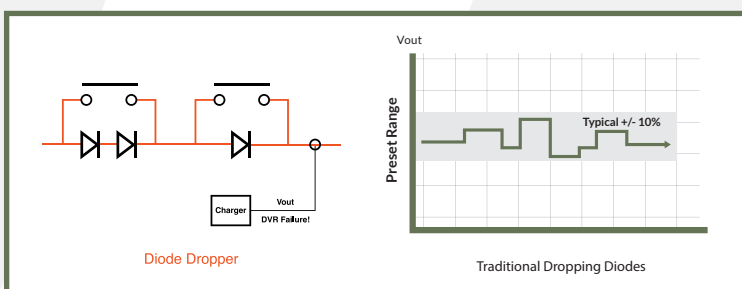 Charger
Vout
DVR Failure!
Diode Dropper
Vout
Preset Range
Typical +/- 10%
Traditional Dropping Diodes